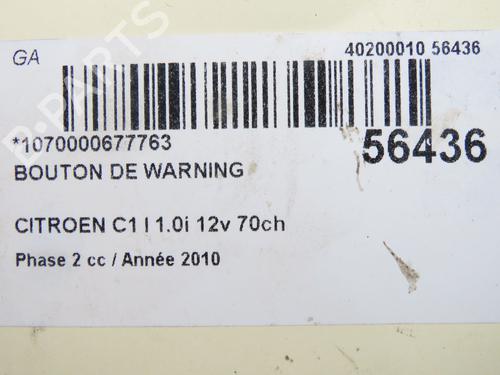 GA
40200010 56436
*1070000677763
56436
BOUTON DE WARNING
CITROEN C1 I 1.0i 12v 70ch
Phase 2 cc / Année 2010
B-PARTS